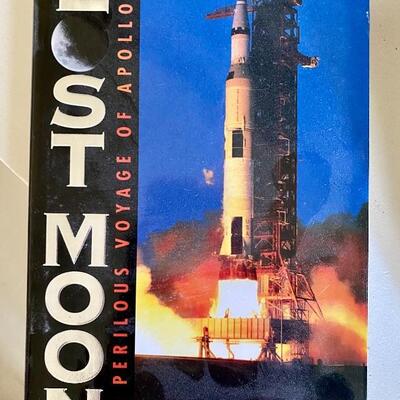 LOST MOON
PERILOUS VOYAGE OF APOLLO